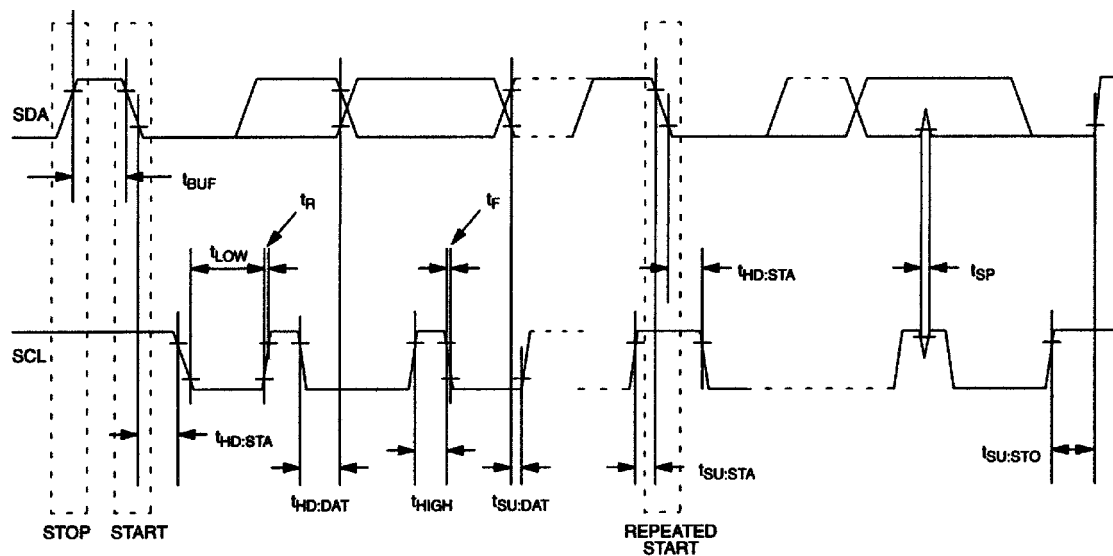 SDA
tBUF
tR
tF
tLOW
tHD:STA
tSP
SCL
tHD:STA
tSU:STA
tSU:STO
tHD:DAT
tHIGH
tSU:DAT
STOP
START
REPEATED
START